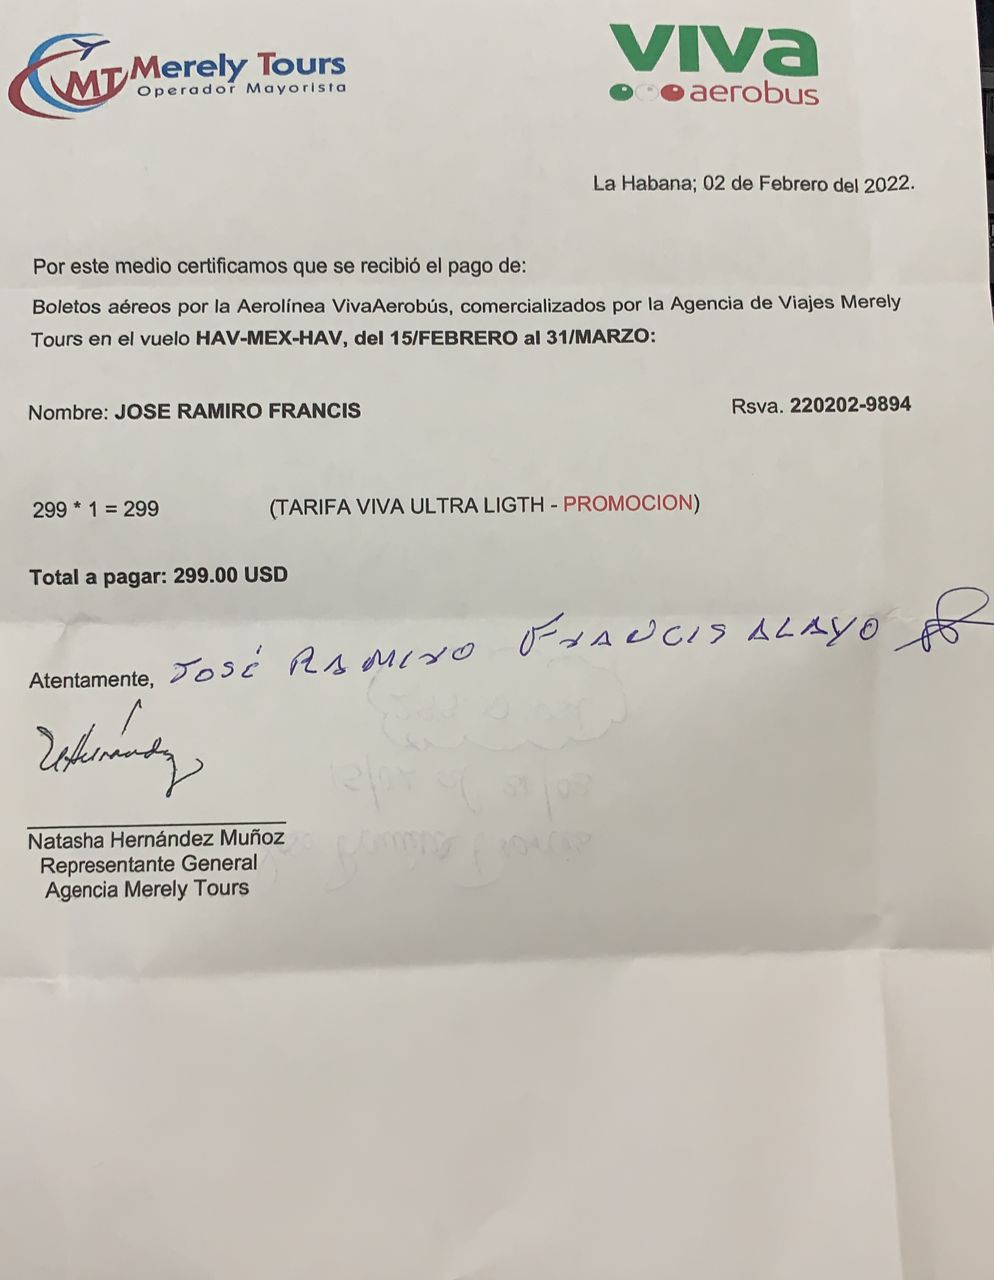 MT Merely Tours
Operador Mayorista
VIVA
aerobus
La Habana; 02 de Febrero del 2022.
Por este medio certificamos que se recibió el pago de:
Boletos aéreos por la Aerolínea VivaAerobús, comercializados por la Agencia de Viajes Merely
Tours en el vuelo HAV-MEX-HAV, del 15/FEBRERO al 31/MARZO:
Nombre: JOSE RAMIRO FRANCIS Rsva. 220202-9894
299 * 1 = 299 (TARIFA VIVA ULTRA LIGTH - PROMOCION)
Total a pagar: 299.00 USD
Atentamente, JOSÉ RAMIRO FRANCIS ALAYO
Natasha Hernández Muñoz
Representante General
Agencia Merely Tours